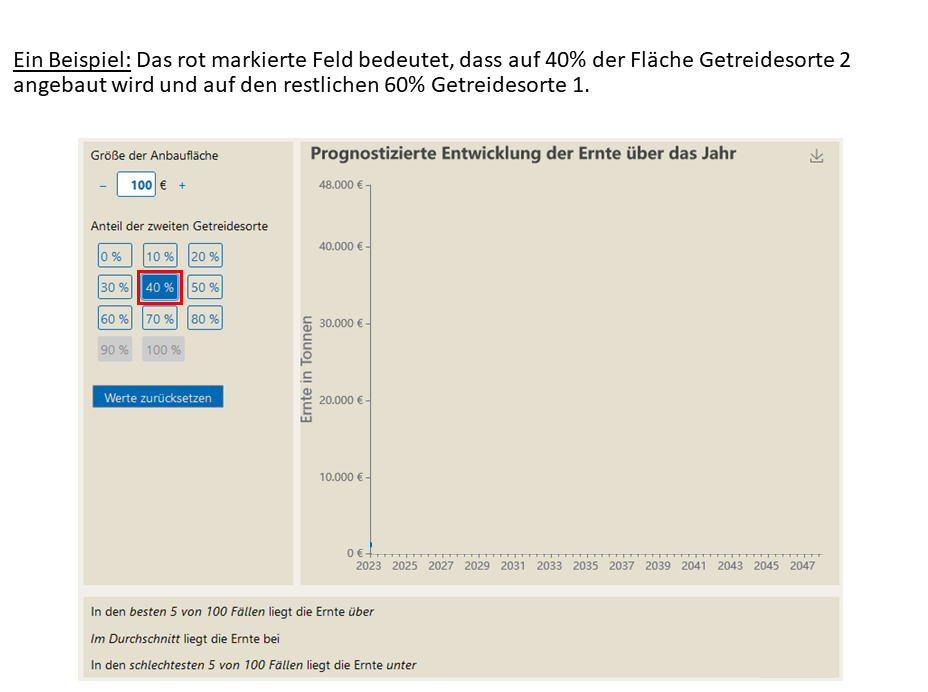 Ein Beispiel: Das rot markierte Feld bedeutet, dass auf 40% der Fläche Getreidesorte 2
angebaut wird und auf den restlichen 60% Getreidesorte 1.
Größe der Anbaufläche
– 100 € +
Anteil der zweiten Getreidesorte
0 % 10 % 20 %
30 % 40 % 50 %
60 % 70 % 80 %
90 % 100 %
Werte zurücksetzen
Prognostizierte Entwicklung der Ernte über das Jahr
Ernte in Tonnen
48.000 €
40.000 €
30.000 €
20.000 €
10.000 €
0 €
2023 2025 2027 2029 2031 2033 2035 2037 2039 2041 2043 2045 2047
In den besten 5 von 100 Fällen liegt die Ernte über
Im Durchschnitt liegt die Ernte bei
In den schlechtesten 5 von 100 Fällen liegt die Ernte unter